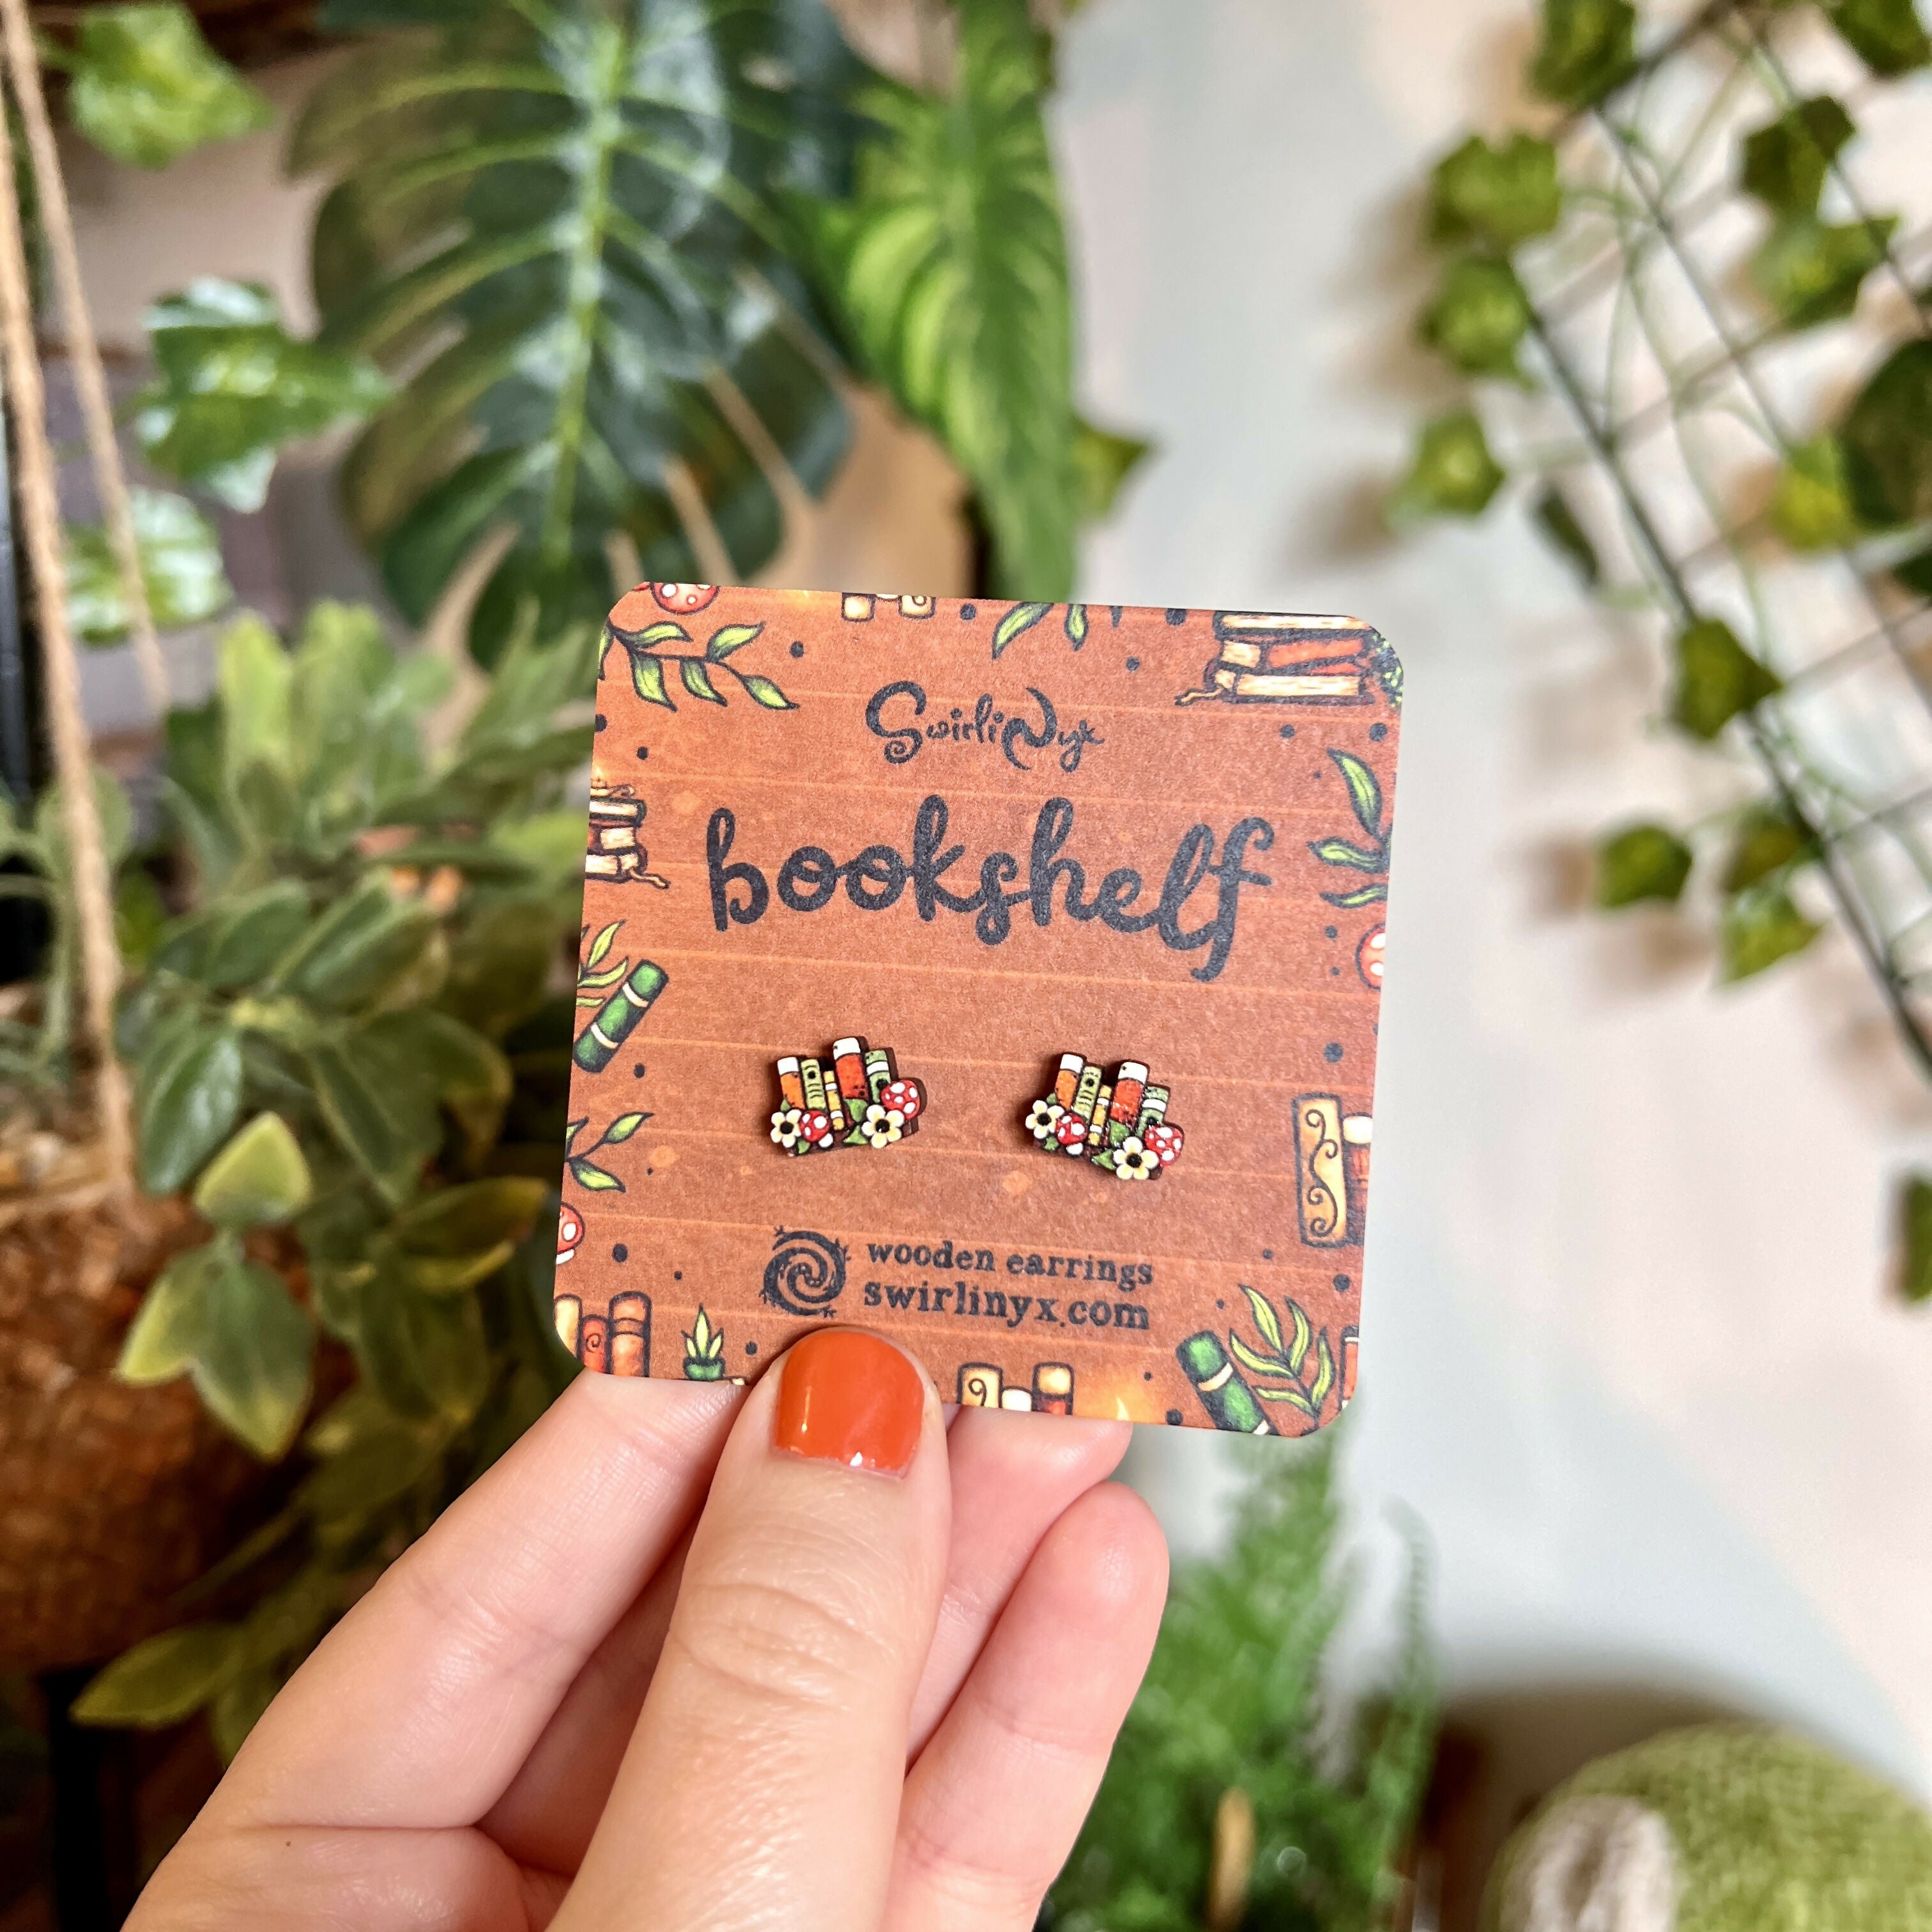 SwirliNyx
bookshelf
wooden earrings
swirlinyx.com